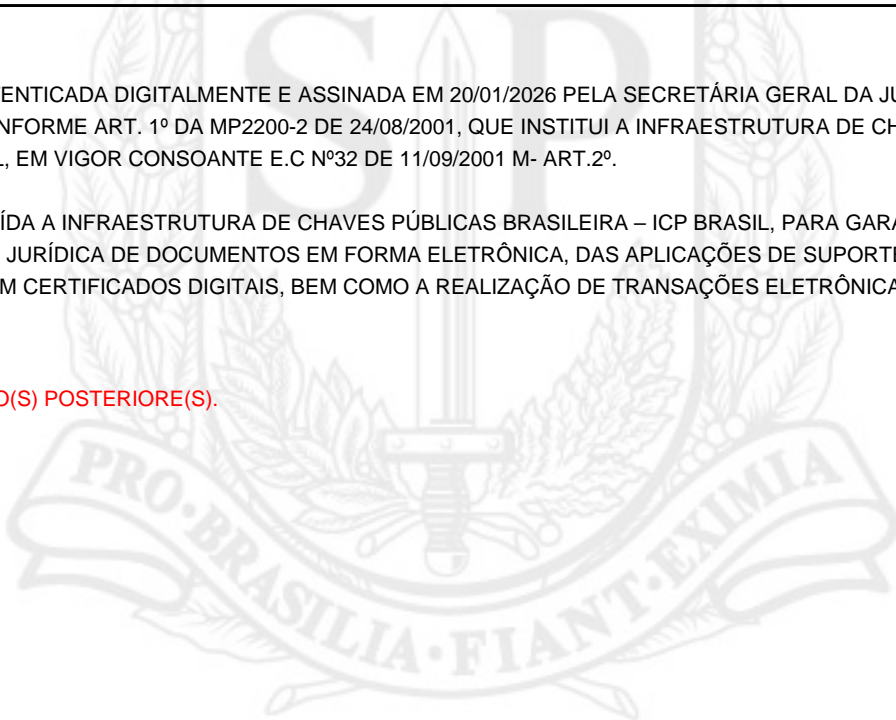 ENTICADA DIGITALMENTE E ASSINADA EM 20/01/2026 PELA SECRETÁRIA GERAL DA JU
NFORME ART. 1º DA MP2200-2 DE 24/08/2001, QUE INSTITUI A INFRAESTRUTURA DE CH
L, EM VIGOR CONSOANTE E.C Nº32 DE 11/09/2001 M- ART.2º.
ÍDA A INFRAESTRUTURA DE CHAVES PÚBLICAS BRASILEIRA – ICP BRASIL, PARA GARA
JURÍDICA DE DOCUMENTOS EM FORMA ELETRÔNICA, DAS APLICAÇÕES DE SUPORTE
M CERTIFICADOS DIGITAIS, BEM COMO A REALIZAÇÃO DE TRANSAÇÕES ELETRÔNICA
O(S) POSTERIORE(S).
SP
PRO·BRASILIA·FIANT·EXIMIA